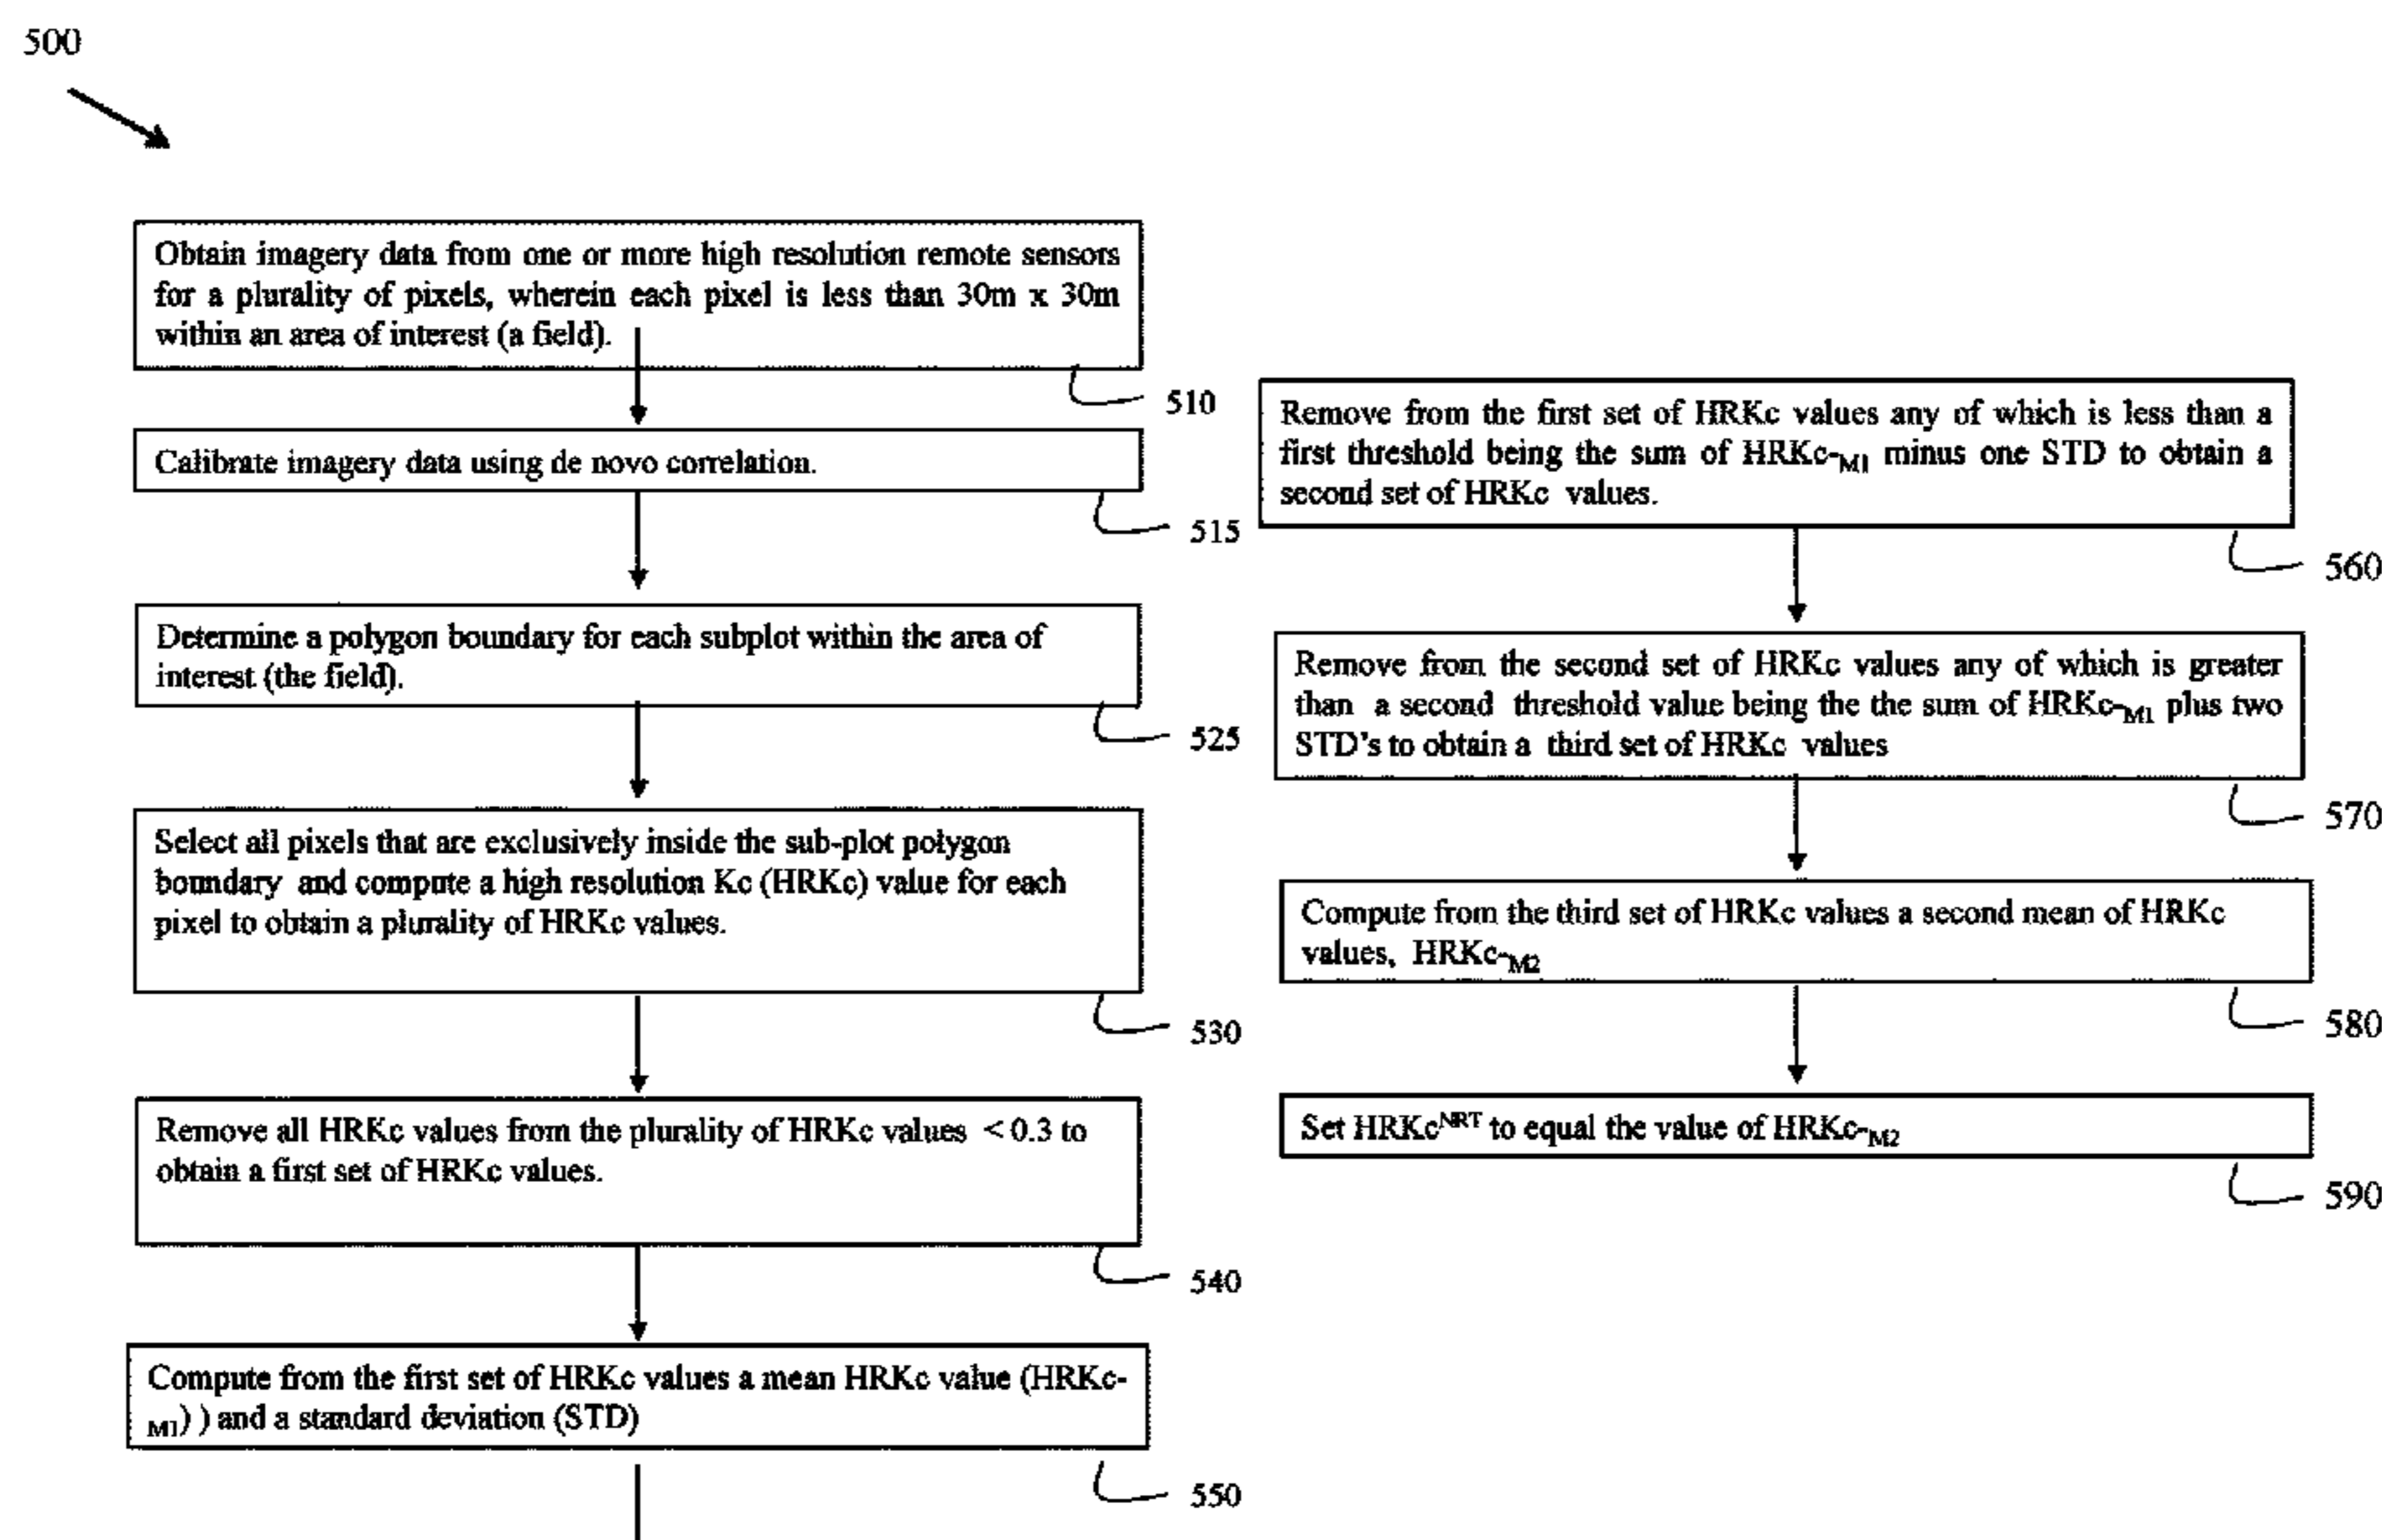 500
Obtain imagery data from one or more high resolution remote sensors
for a plurality of pixels, wherein each pixel is less than 30m x 30m
within an area of interest (a field).
510
Calibrate imagery data using de novo correlation.
515
Determine a polygon boundary for each subplot within the area of
interest (the field).
525
Select all pixels that are exclusively inside the sub-plot polygon
boundary and compute a high resolution Kc (HRKc) value for each
pixel to obtain a plurality of HRKc values.
530
Remove all HRKc values from the plurality of HRKc values < 0.3 to
obtain a first set of HRKc values.
540
Compute from the first set of HRKc values a mean HRKc value (HRKc-
M1) ) and a standard deviation (STD)
550
Remove from the first set of HRKc values any of which is less than a
first threshold being the sum of HRKc-M1 minus one STD to obtain a
second set of HRKc values.
560
Remove from the second set of HRKc values any of which is greater
than a second threshold value being the the sum of HRKc-M1 plus two
STD's to obtain a third set of HRKc values
570
Compute from the third set of HRKc values a second mean of HRKc
values, HRKc-M2
580
Set HRKcNRT to equal the value of HRKc-M2
590